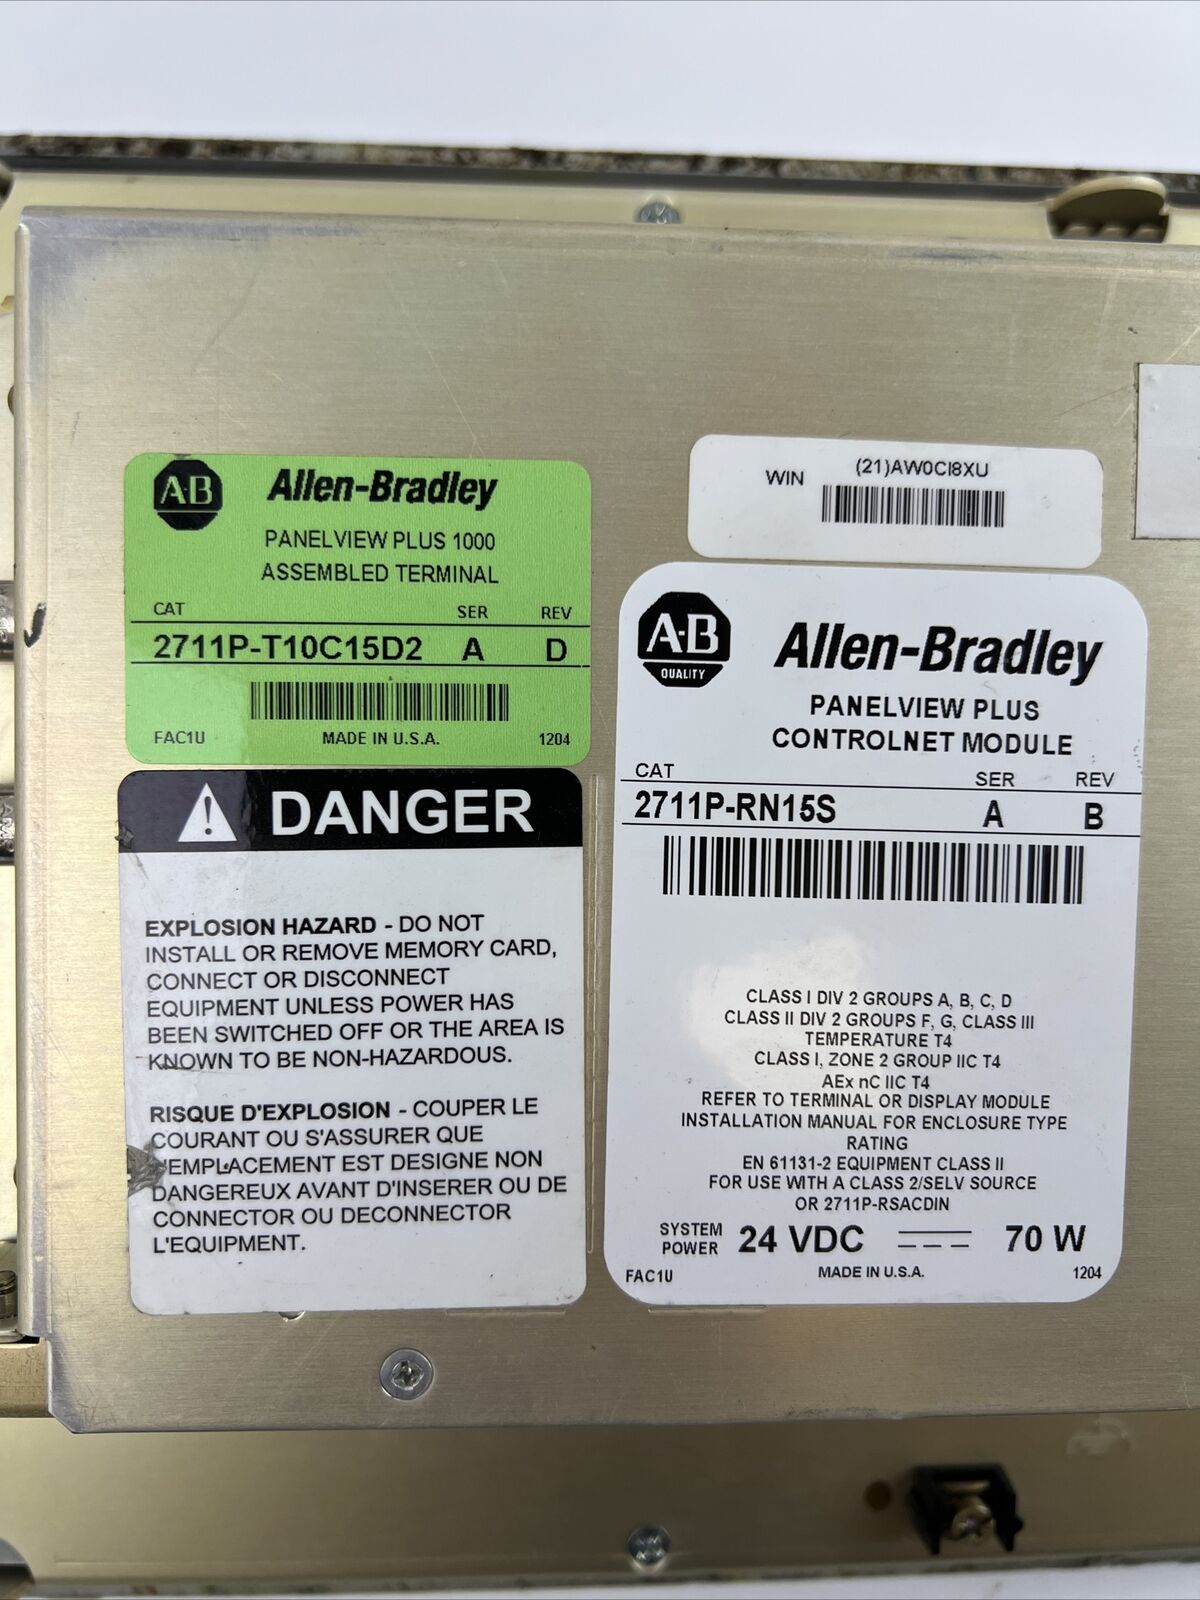 A-B
Allen-Bradley
PANELVIEW PLUS 1000
ASSEMBLED TERMINAL
CAT SER REV
2711P-T10C15D2 A D
FAC1U MADE IN U.S.A. 1204
DANGER
EXPLOSION HAZARD - DO NOT
INSTALL OR REMOVE MEMORY CARD,
CONNECT OR DISCONNECT
EQUIPMENT UNLESS POWER HAS
BEEN SWITCHED OFF OR THE AREA IS
KNOWN TO BE NON-HAZARDOUS.
RISQUE D'EXPLOSION - COUPER LE
COURANT OU S'ASSURER QUE
L'EMPLACEMENT EST DESIGNE NON
DANGEREUX AVANT D'INSERER OU DE
CONNECTOR OU DECONNECTOR
L'EQUIPMENT.
WIN (21)AW0CI8XU
A-B
QUALITY
Allen-Bradley
PANELVIEW PLUS
CONTROLNET MODULE
CAT SER REV
2711P-RN15S A B
CLASS I DIV 2 GROUPS A, B, C, D
CLASS II DIV 2 GROUPS F, G, CLASS III
TEMPERATURE T4
CLASS I, ZONE 2 GROUP IIC T4
AEx nC IIC T4
REFER TO TERMINAL OR DISPLAY MODULE
INSTALLATION MANUAL FOR ENCLOSURE TYPE
RATING
EN 61131-2 EQUIPMENT CLASS II
FOR USE WITH A CLASS 2/SELV SOURCE
OR 2711P-RSACDIN
SYSTEM
POWER 24 VDC 70 W
FAC1U MADE IN U.S.A. 1204